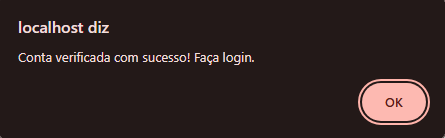 localhost diz
Conta verificada com sucesso! Faça login.
OK